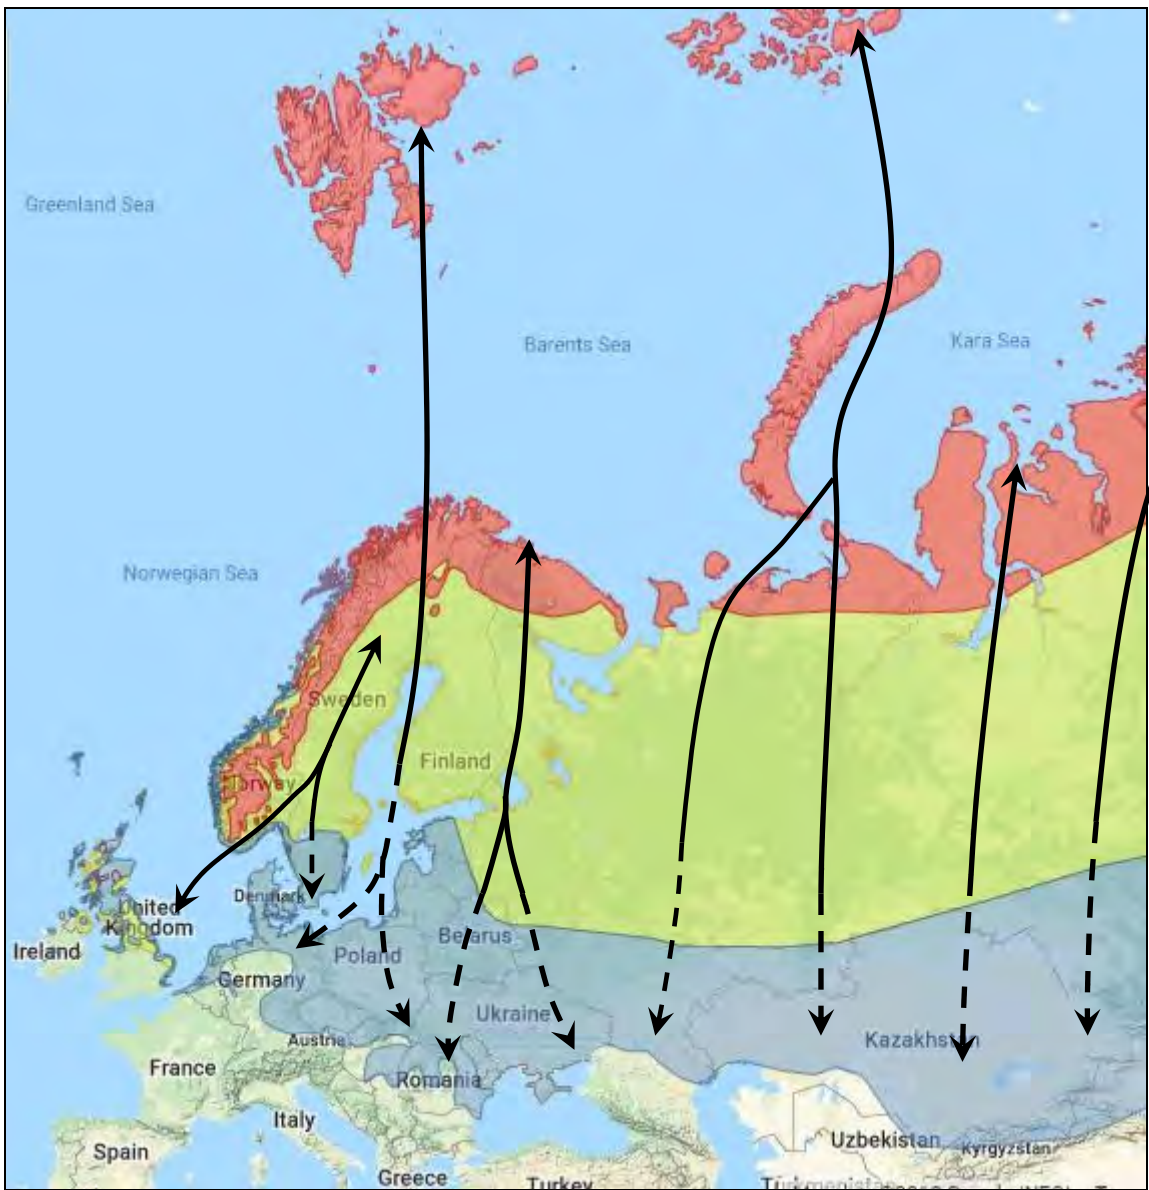 Greenland Sea
Barents Sea
Kara Sea
Norwegian Sea
Sweden
Finland
Norway
Denmark
United
Kingdom
Ireland
Belarus
Poland
Germany
Ukraine
Austria
Kazakhstan
France
Romania
Italy
Uzbekistan
Kyrgyzstan
Spain
Greece
Turkey
Turkmenistan